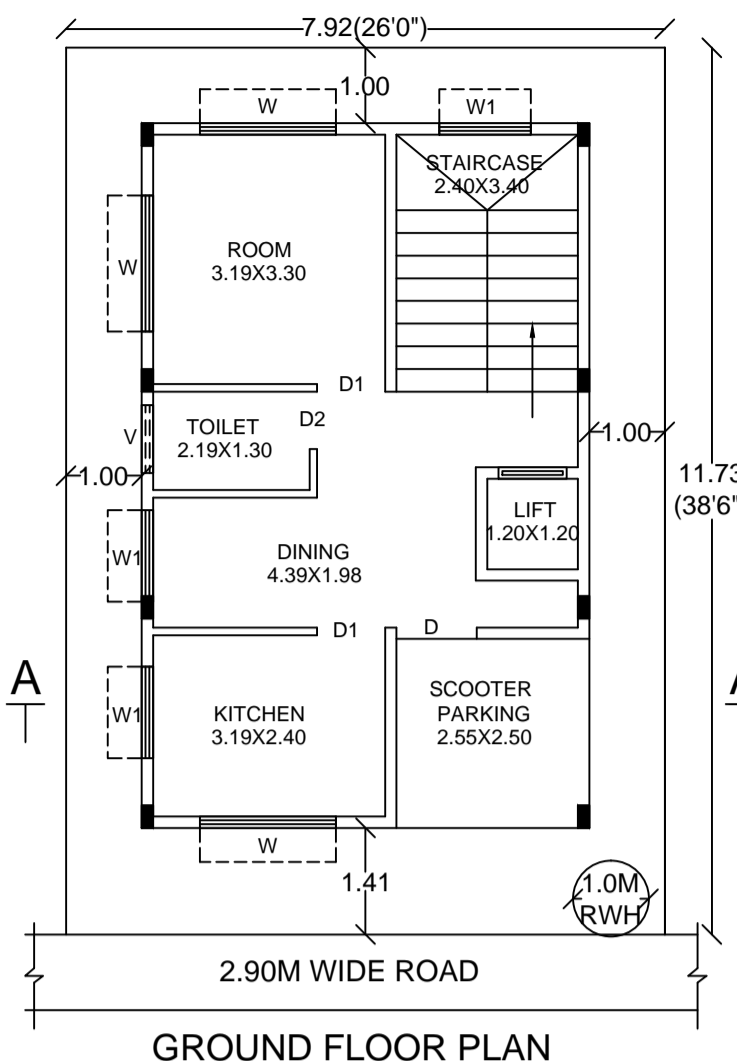 7.92(26'0")
1.00
W
W1
STAIRCASE
2.40X3.40
ROOM
3.19X3.30
W
D1
TOILET
2.19X1.30
D2
V
1.00
1.00
11.73
(38'6"
LIFT
1.20X1.20
W1
DINING
4.39X1.98
D1
D
A
W1
KITCHEN
3.19X2.40
SCOOTER
PARKING
2.55X2.50
W
1.41
1.0M
RWH
2.90M WIDE ROAD
GROUND FLOOR PLAN